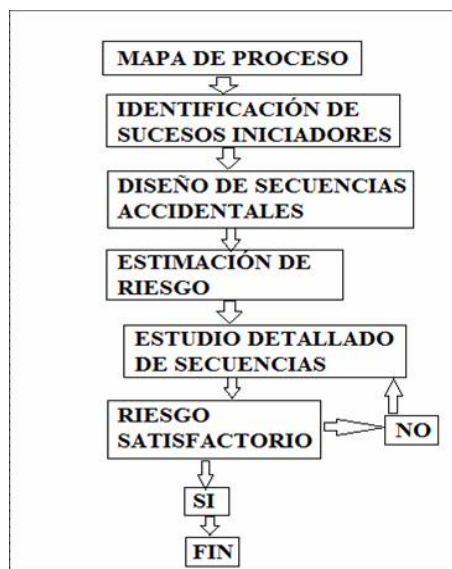 MAPA DE PROCESO
IDENTIFICACIÓN DE
SUCESOS INICIADORES
DISEÑO DE SECUENCIAS
ACCIDENTALES
ESTIMACIÓN DE
RIESGO
ESTUDIO DETALLADO
DE SECUENCIAS
RIESGO
SATISFACTORIO
NO
SI
FIN